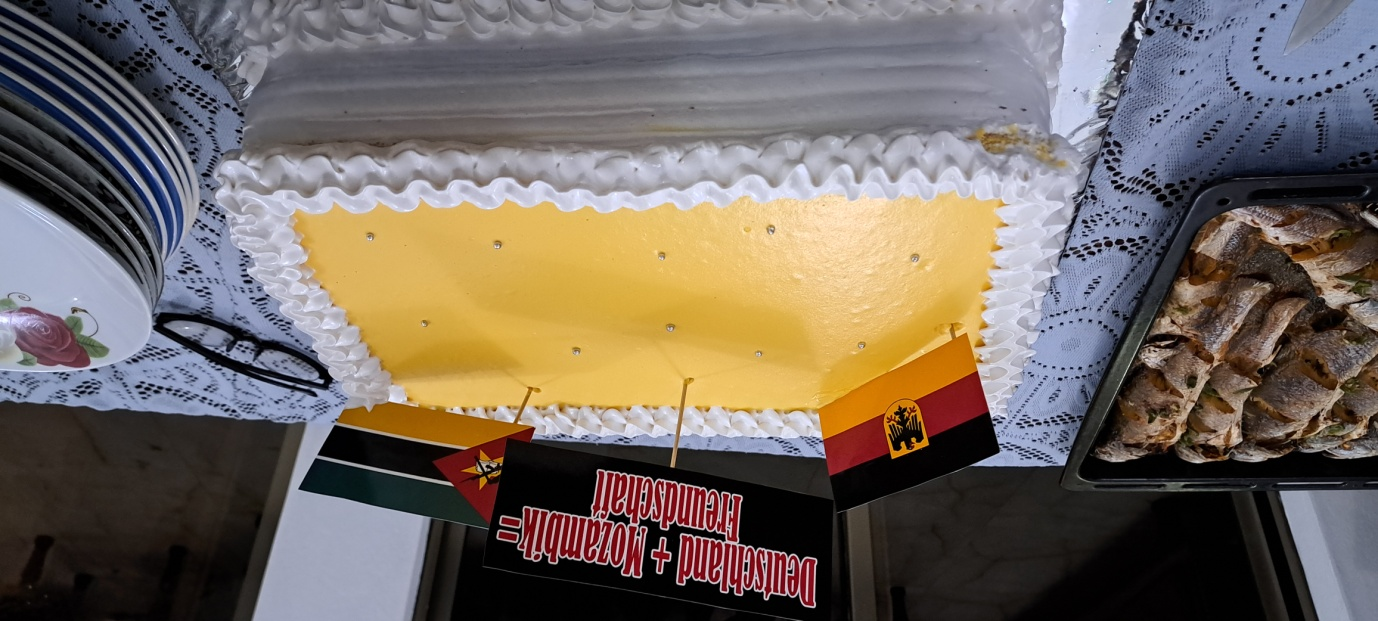 Deutschland + Mozambik=
Freundschaft
=